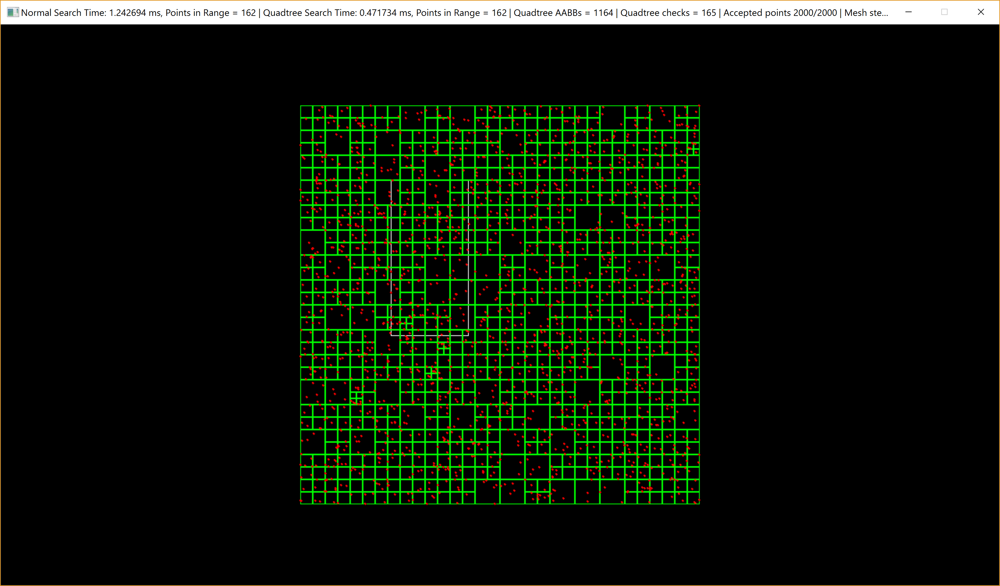 Normal Search Time: 1.242694 ms, Points in Range = 162 | Quadtree Search Time: 0.471734 ms, Points in Range = 162 | Quadtree AABBs = 1164 | Quadtree checks = 165 | Accepted points 2000/2000 | Mesh ste...